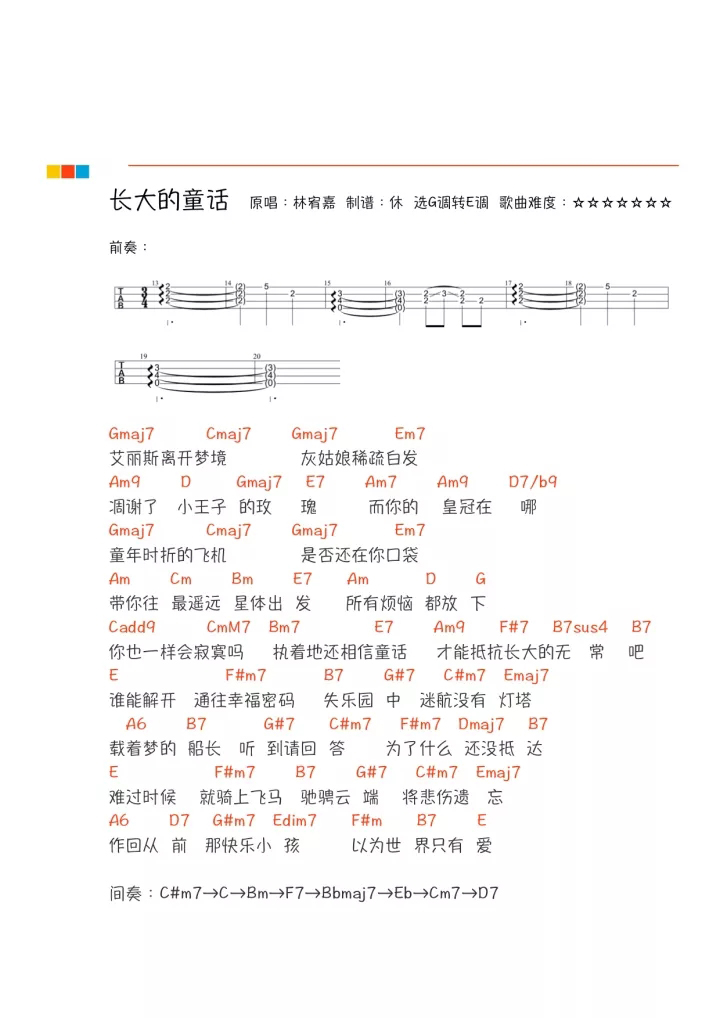 长大的童话 原唱：林宥嘉 制谱：休 选G调转E调 歌曲难度：☆☆☆☆☆☆☆
前奏：
Gmaj7 Cmaj7 Gmaj7 Em7
艾丽斯离开梦境 灰姑娘稀疏白发
Am9 D Gmaj7 E7 Am7 Am9 D7/b9
凋谢了 小王子 的玫 瑰 而你的 皇冠在 哪
Gmaj7 Cmaj7 Gmaj7 Em7
童年时折的飞机 是否还在你口袋
Am Cm Bm E7 Am D G
带你往 最遥远 星体出 发 所有烦恼 都放 下
Cadd9 CmM7 Bm7 E7 Am9 F#7 B7sus4 B7
你也一样会寂寞吗 执着地还相信童话 才能抵抗长大的无 常 吧
E F#m7 B7 G#7 C#m7 Emaj7
谁能解开 通往幸福密码 失乐园 中 迷航没有 灯塔
A6 B7 G#7 C#m7 F#m7 Dmaj7 B7
载着梦的 船长 听 到请回 答 为了什么 还没抵 达
E F#m7 B7 G#7 C#m7 Emaj7
难过时候 就骑上飞马 驰骋云 端 将悲伤遗 忘
A6 D7 G#m7 Edim7 F#m B7 E
作回从 前 那快乐小 孩 以为世 界只有 爱
间奏：C#m7→C→Bm→F7→Bbmaj7→Eb→Cm7→D7